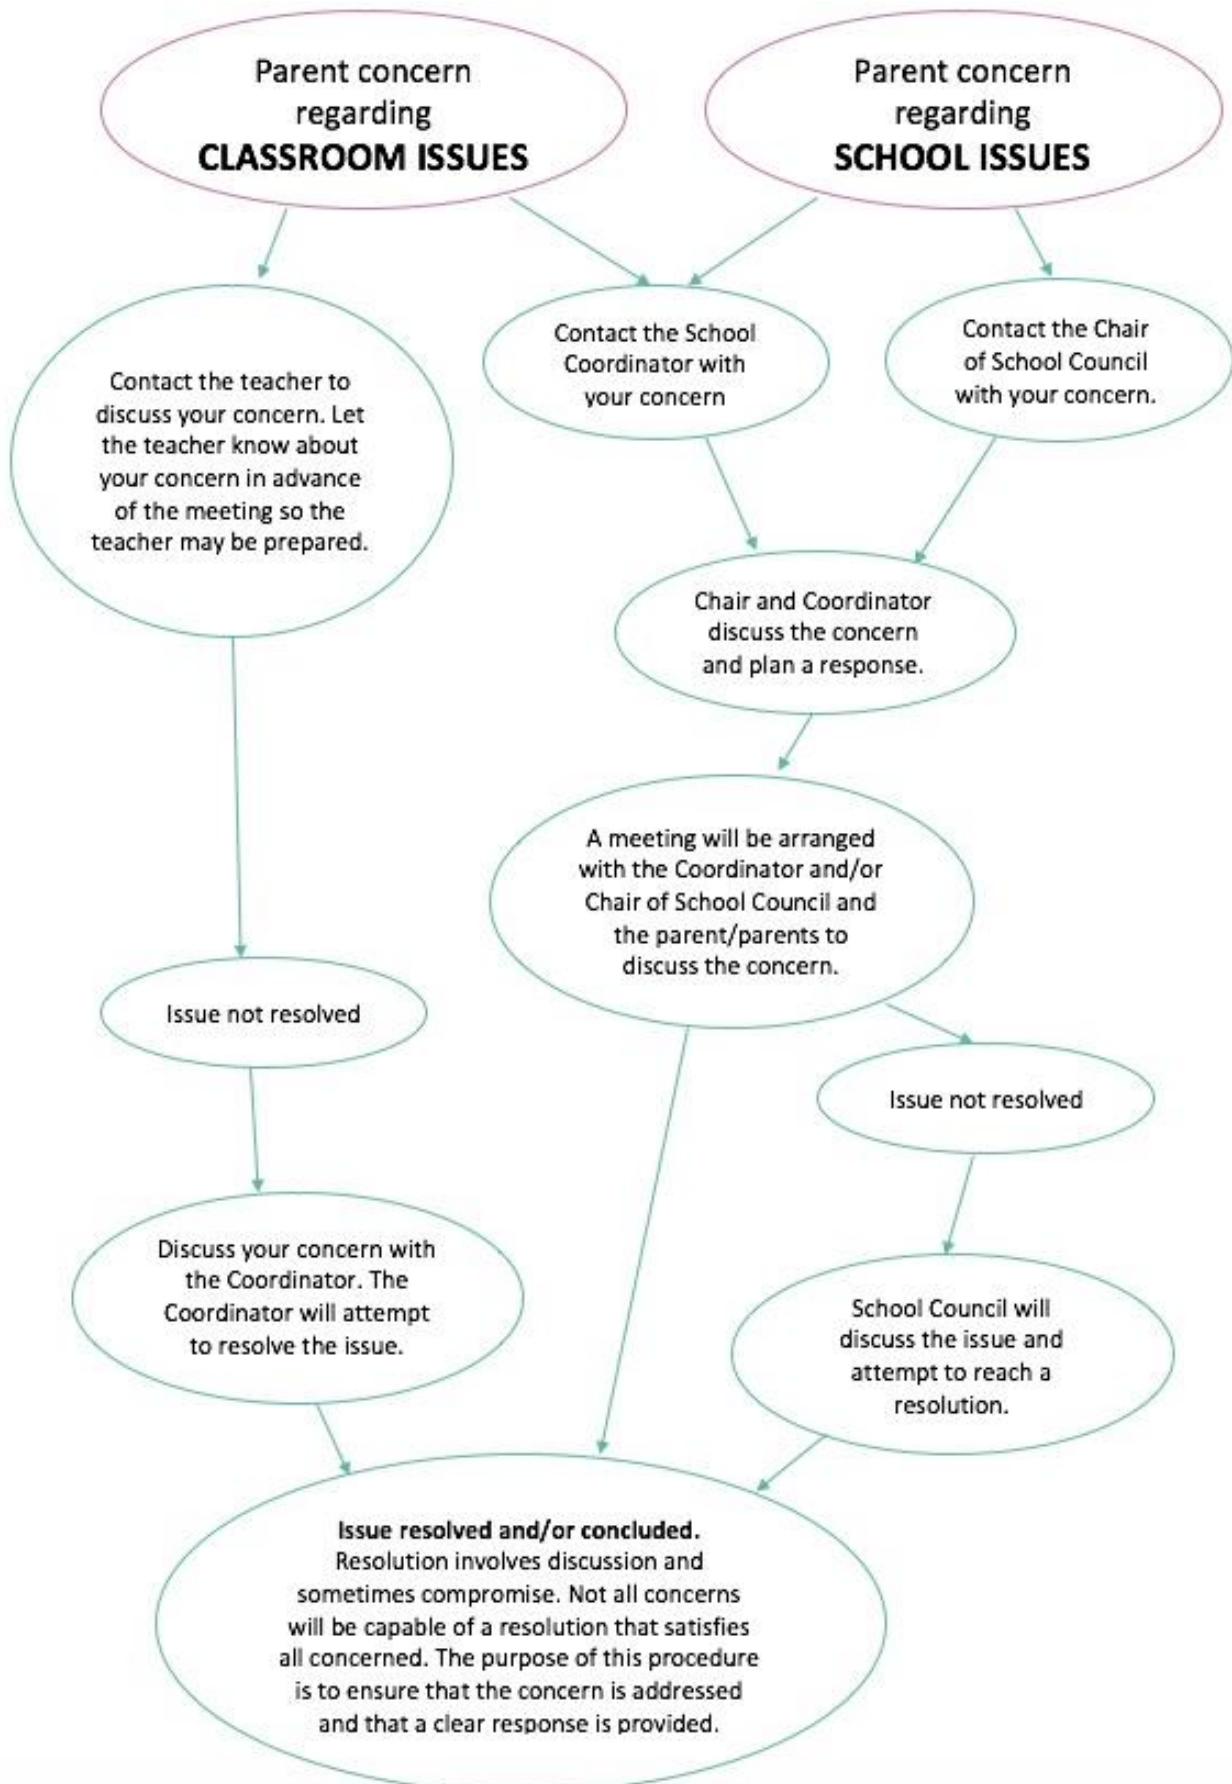 Parent concern
regarding
CLASSROOM ISSUES
Parent concern
regarding
SCHOOL ISSUES
Contact the teacher to
discuss your concern. Let
the teacher know about
your concern in advance
of the meeting so the
teacher may be prepared.
Contact the School
Coordinator with
your concern
Contact the Chair
of School Council
with your concern.
Chair and Coordinator
discuss the concern
and plan a response.
A meeting will be arranged
with the Coordinator and/or
Chair of School Council and
the parent/parents to
discuss the concern.
Issue not resolved
Issue not resolved
Discuss your concern with
the Coordinator. The
Coordinator will attempt
to resolve the issue.
School Council will
discuss the issue and
attempt to reach a
resolution.
Issue resolved and/or concluded.
Resolution involves discussion and
sometimes compromise. Not all concerns
will be capable of a resolution that satisfies
all concerned. The purpose of this procedure
is to ensure that the concern is addressed
and that a clear response is provided.